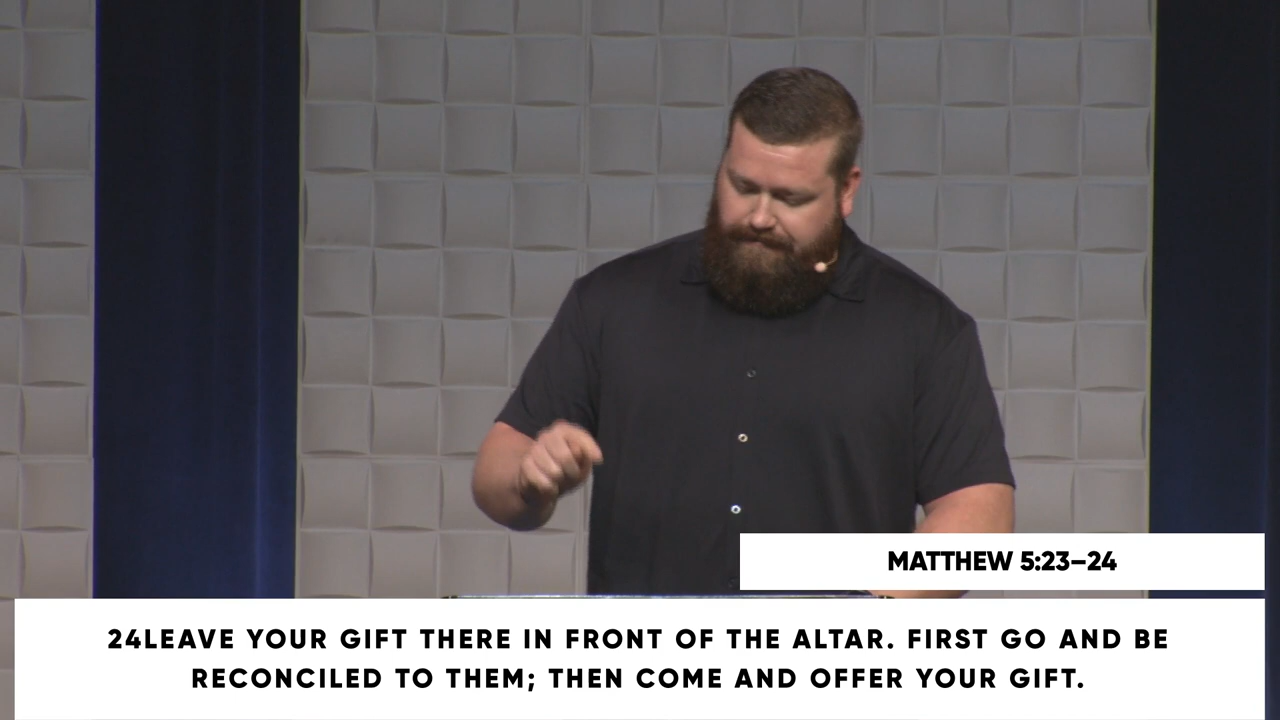 MATTHEW 5:23–24
24LEAVE YOUR GIFT THERE IN FRONT OF THE ALTAR. FIRST GO AND BE
RECONCILED TO THEM; THEN COME AND OFFER YOUR GIFT.